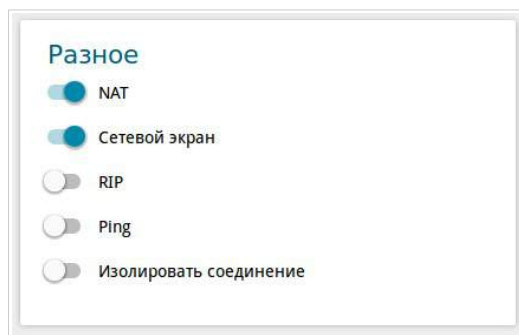 Разное
NAT
Сетевой экран
RIP
Ping
Изолировать соединение